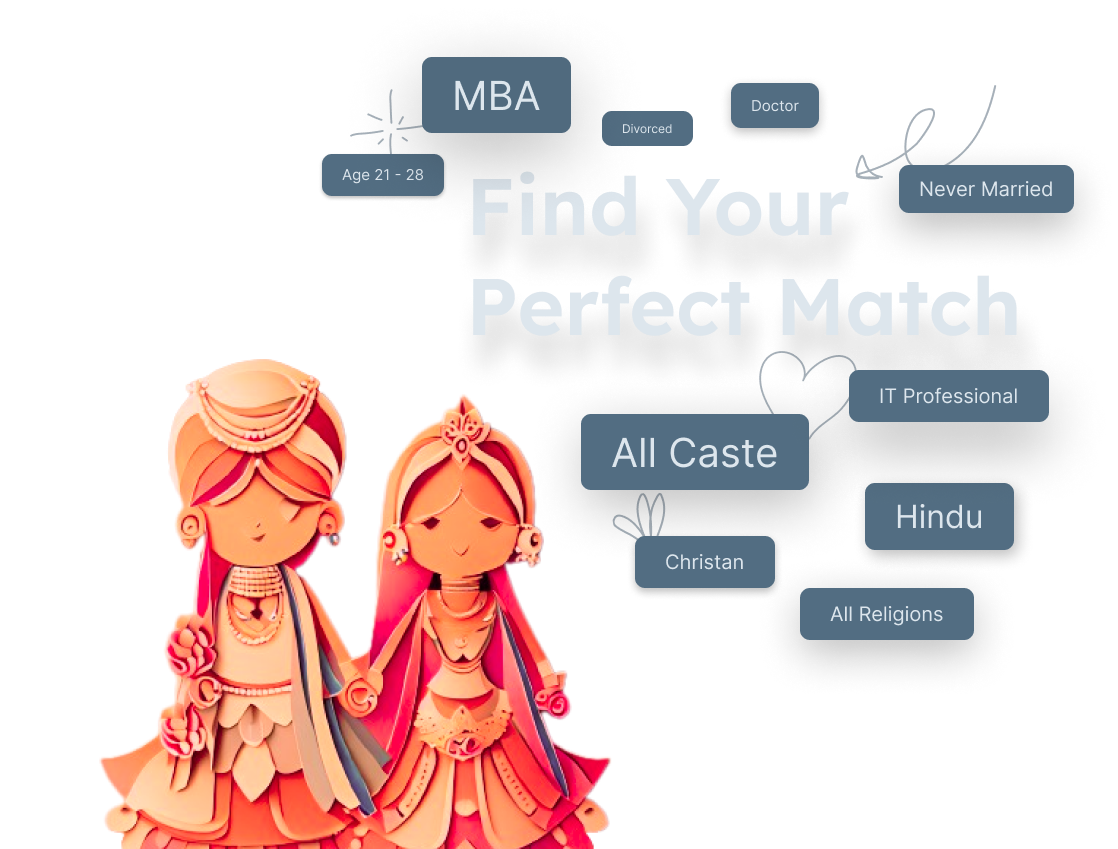 MBA
Doctor
Divorced
Age 21 - 28
Never Married
Find Your
Perfect Match
IT Professional
All Caste
Hindu
Christan
All Religions